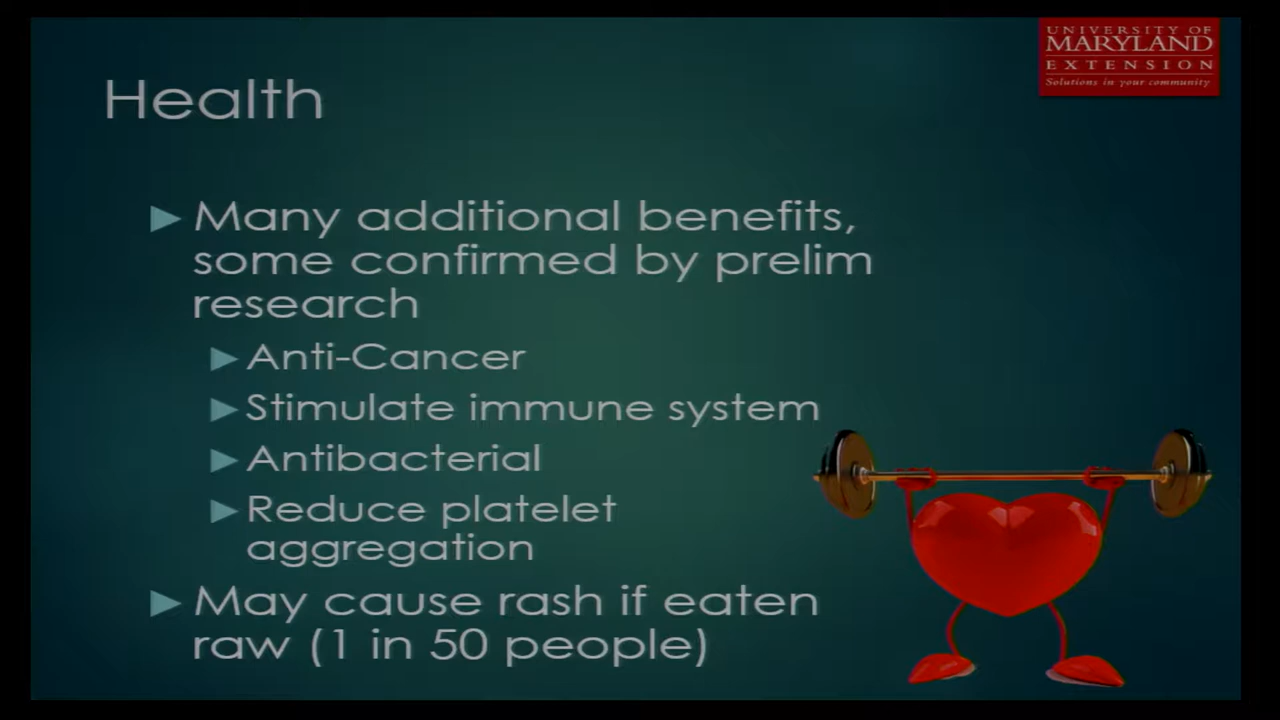 UNIVERSITY OF
MARYLAND
EXTENSION
Solutions in your community
Health
Many additional benefits,
some confirmed by prelim
research
Anti-Cancer
Stimulate immune system
Antibacterial
Reduce platelet
aggregation
May cause rash if eaten
raw (1 in 50 people)